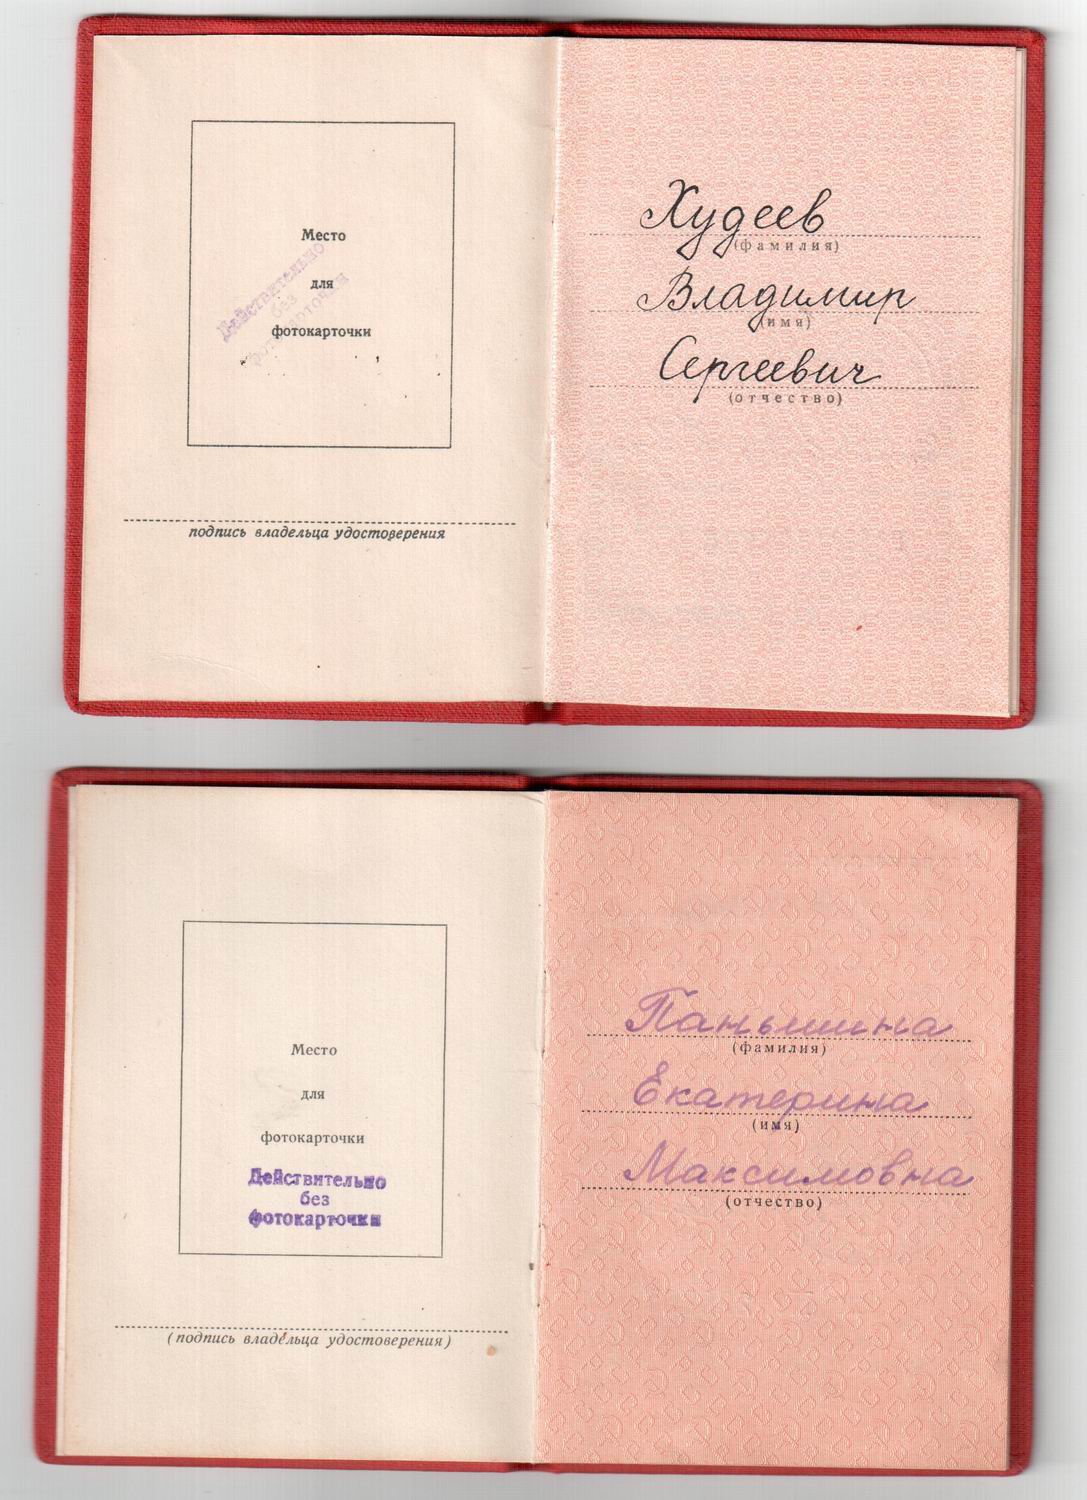 Место
для
фотокарточки
Действительно
без
фотокарточки
подпись владельца удостоверения
Худеев
(фамилия)
Владимир
(имя)
Сергеевич
(отчество)
Место
для
фотокарточки
Действительно
без
фотокарточки
(подпись владельца удостоверения)
Паньшина
(фамилия)
Екатерина
(имя)
Максимовна
(отчество)